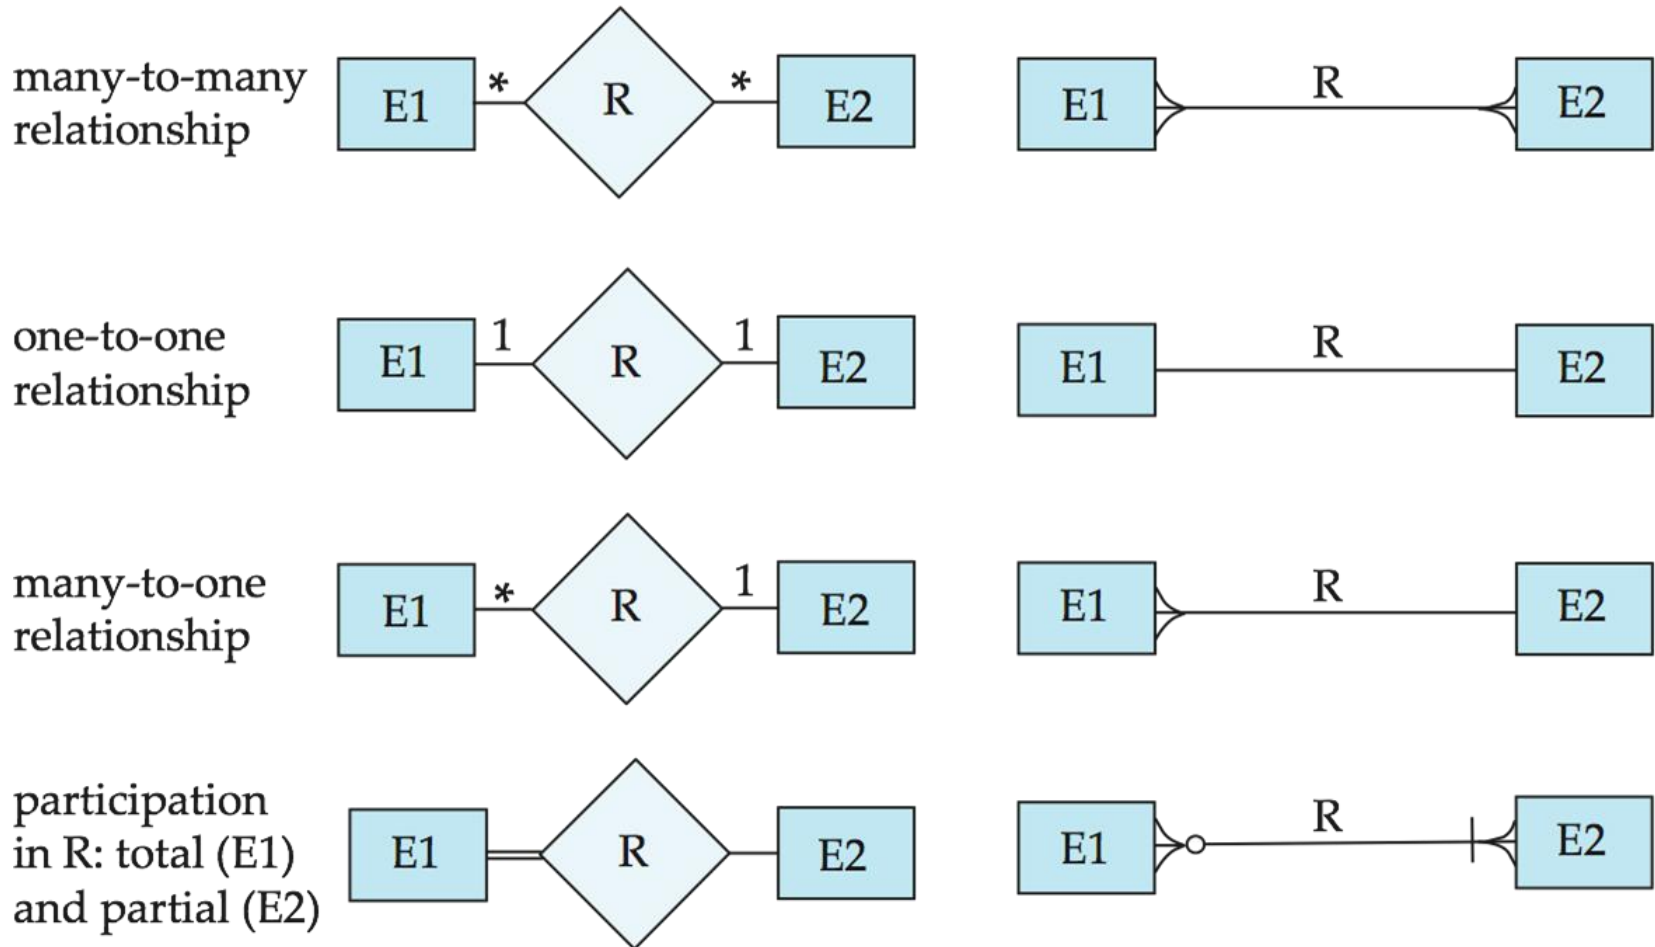 many-to-many
relationship
E1
*
R
*
E2
E1
R
E2
one-to-one
relationship
E1
1
R
1
E2
E1
R
E2
many-to-one
relationship
E1
*
R
1
E2
E1
R
E2
participation
in R: total (E1)
and partial (E2)
E1
R
E2
E1
R
E2